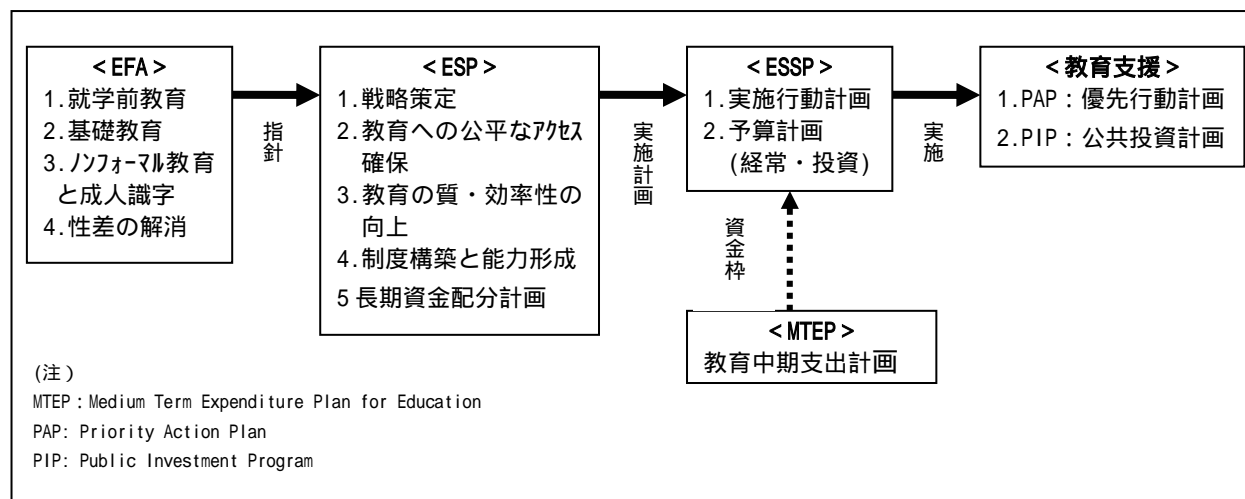 ＜EFA＞
1.就学前教育
2.基礎教育
3.ﾉﾝﾌｫｰﾏﾙ教育
と成人識字
4.性差の解消
指針
＜ESP＞
1.戦略策定
2.教育への公平なｱｸｾｽ
確保
3.教育の質・効率性の
向上
4.制度構築と能力形成
5 長期資金配分計画
実施計画
＜ESSP＞
1.実施行動計画
2.予算計画
(経常・投資)
実施
＜教育支援＞
1.PAP：優先行動計画
2.PIP：公共投資計画
資金枠
＜MTEP＞
教育中期支出計画
(注)
MTEP：Medium Term Expenditure Plan for Education
PAP: Priority Action Plan
PIP: Public Investment Program